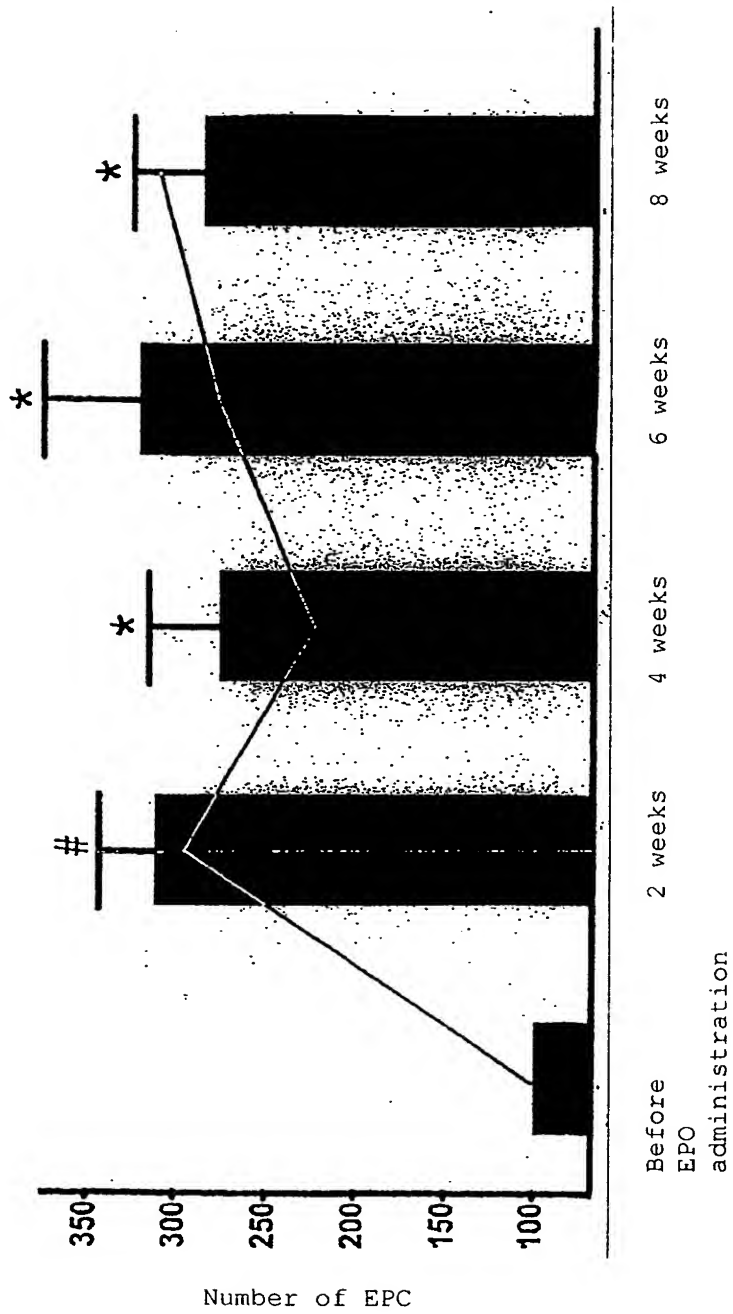 Number of EPC
350
300
250
200
150
100
#
*
*
*
Before
EPO
administration
2 weeks
4 weeks
6 weeks
8 weeks